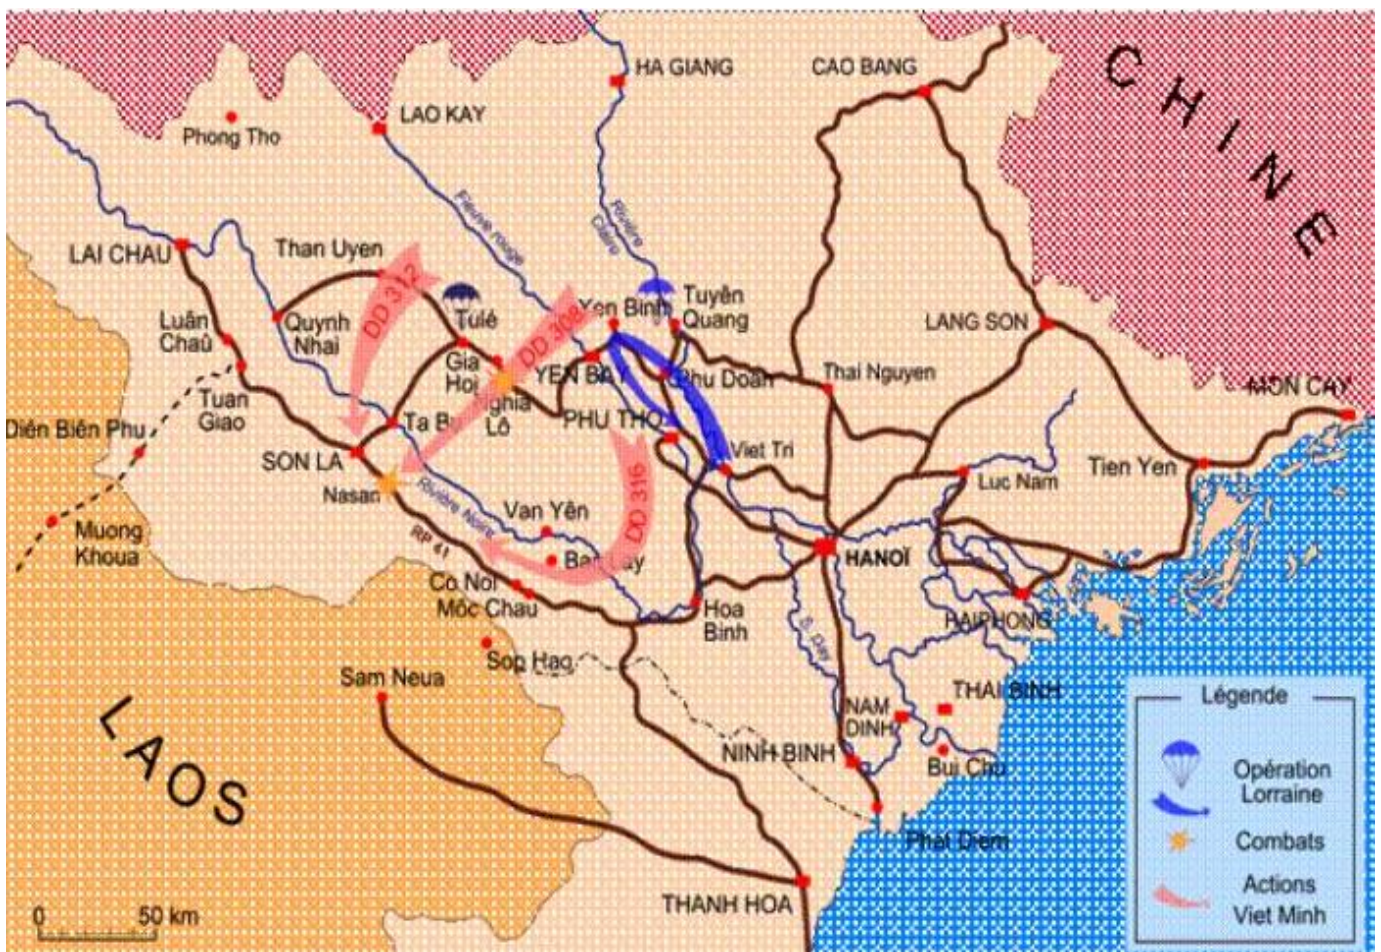 CHINE
HA GIANG
CAO BANG
LAO KAY
Phong Tho
Fleuve rouge
Rivière
Claire
LAI CHAU
Than Uyen
DD 312
Tulé
DD 308
Yen Binh
Tuyên
Quang
LANG SON
Luân
Chaû
Quynh
Nhai
Gia
Hoi
YEN BAY
Phu Doân
Thai Nguyen
MON CAY
Tuan
Giao
Nghia
Lô
PHU THO
Diên Biên Phu
Ta Bu
SON LA
Viet Tri
Luc Nam
Tien Yen
Nasan
Rivière Noire
DD 316
Van Yên
Muong
Khoua
RP 41
HANOÏ
Co Noi
Môc Chau
Hoa
Binh
HAIPHONG
S. Day
Sop Hao
Sam Neua
THAI BINH
NAM
DINH
NINH BINH
Bui Chu
LAOS
Phat Diem
THANH HOA
0 50 km
Légende
Opération
Lorraine
Combats
Actions
Viet Minh